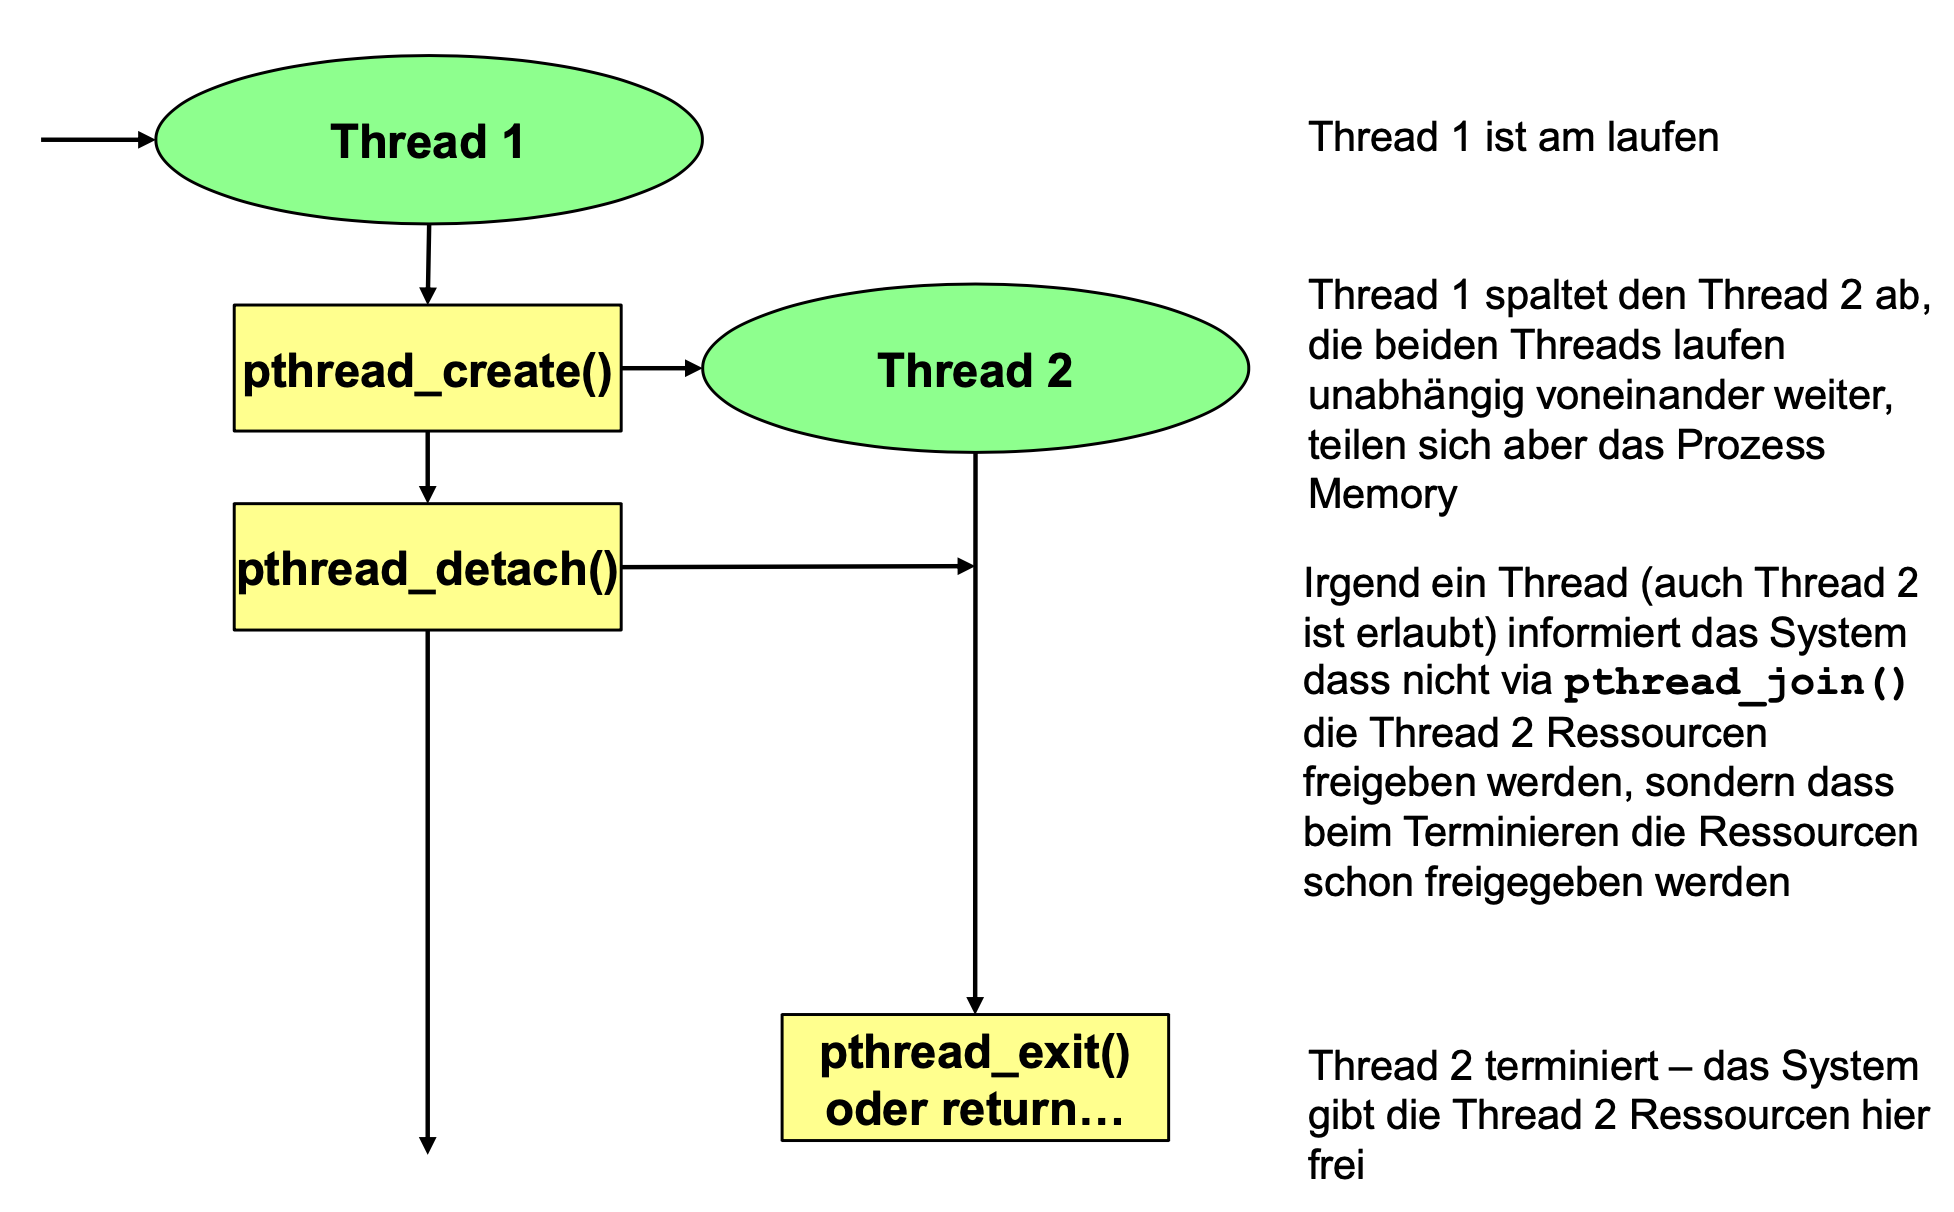 Thread 1
Thread 1 ist am laufen
pthread_create()
Thread 2
Thread 1 spaltet den Thread 2 ab,
die beiden Threads laufen
unabhängig voneinander weiter,
teilen sich aber das Prozess
Memory
pthread_detach()
Irgend ein Thread (auch Thread 2
ist erlaubt) informiert das System
dass nicht via pthread_join()
die Thread 2 Ressourcen
freigeben werden, sondern dass
beim Terminieren die Ressourcen
schon freigegeben werden
pthread_exit()
oder return…
Thread 2 terminiert – das System
gibt die Thread 2 Ressourcen hier
frei